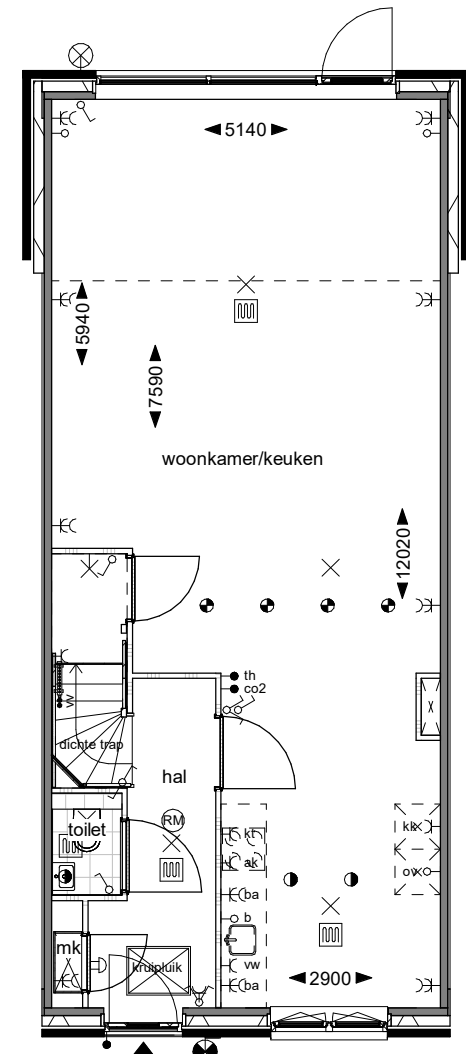 5140
5940
7590
woonkamer/keuken
12020
th
co2
dichte trap
hal
RM
toilet
kt
kk
ak
ov
ba
b
mk
kruipluik
vw
2900
ba